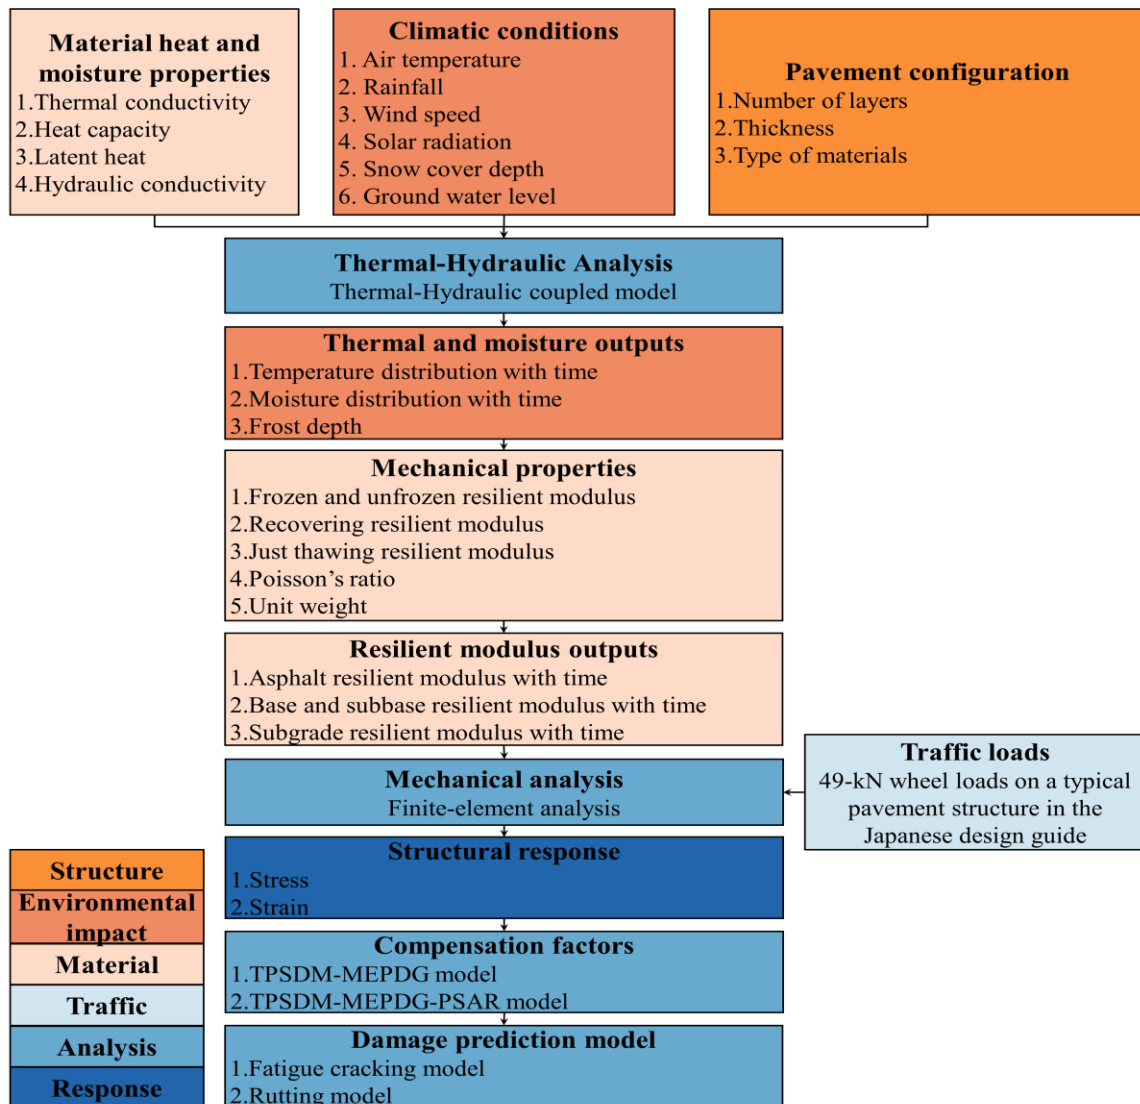 Material heat and
moisture properties
1.Thermal conductivity
2.Heat capacity
3.Latent heat
4.Hydraulic conductivity
Climatic conditions
1. Air temperature
2. Rainfall
3. Wind speed
4. Solar radiation
5. Snow cover depth
6. Ground water level
Pavement configuration
1.Number of layers
2.Thickness
3.Type of materials
Thermal-Hydraulic Analysis
Thermal-Hydraulic coupled model
Thermal and moisture outputs
1.Temperature distribution with time
2.Moisture distribution with time
3.Frost depth
Mechanical properties
1.Frozen and unfrozen resilient modulus
2.Recovering resilient modulus
3.Just thawing resilient modulus
4.Poisson’s ratio
5.Unit weight
Resilient modulus outputs
1.Asphalt resilient modulus with time
2.Base and subbase resilient modulus with time
3.Subgrade resilient modulus with time
Mechanical analysis
Finite-element analysis
Traffic loads
49-kN wheel loads on a typical
pavement structure in the
Japanese design guide
Structural response
1.Stress
2.Strain
Compensation factors
1.TPSDM-MEPDG model
2.TPSDM-MEPDG-PSAR model
Damage prediction model
1.Fatigue cracking model
2.Rutting model
Structure
Environmental
impact
Material
Traffic
Analysis
Response